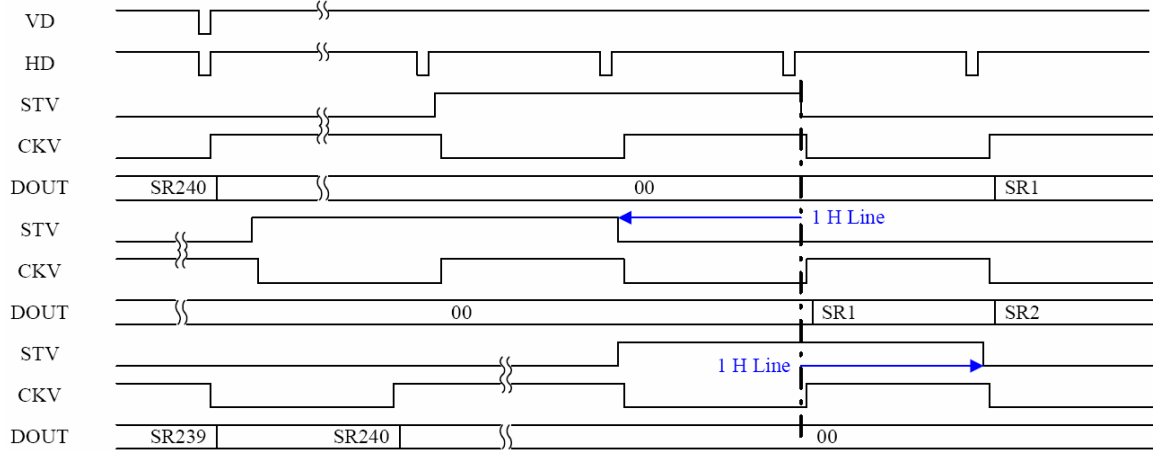 VD
HD
STV
CKV
DOUT SR240 00 SR1
STV 1 H Line
CKV
DOUT 00 SR1 SR2
STV
1 H Line
CKV
DOUT SR239 SR240 00